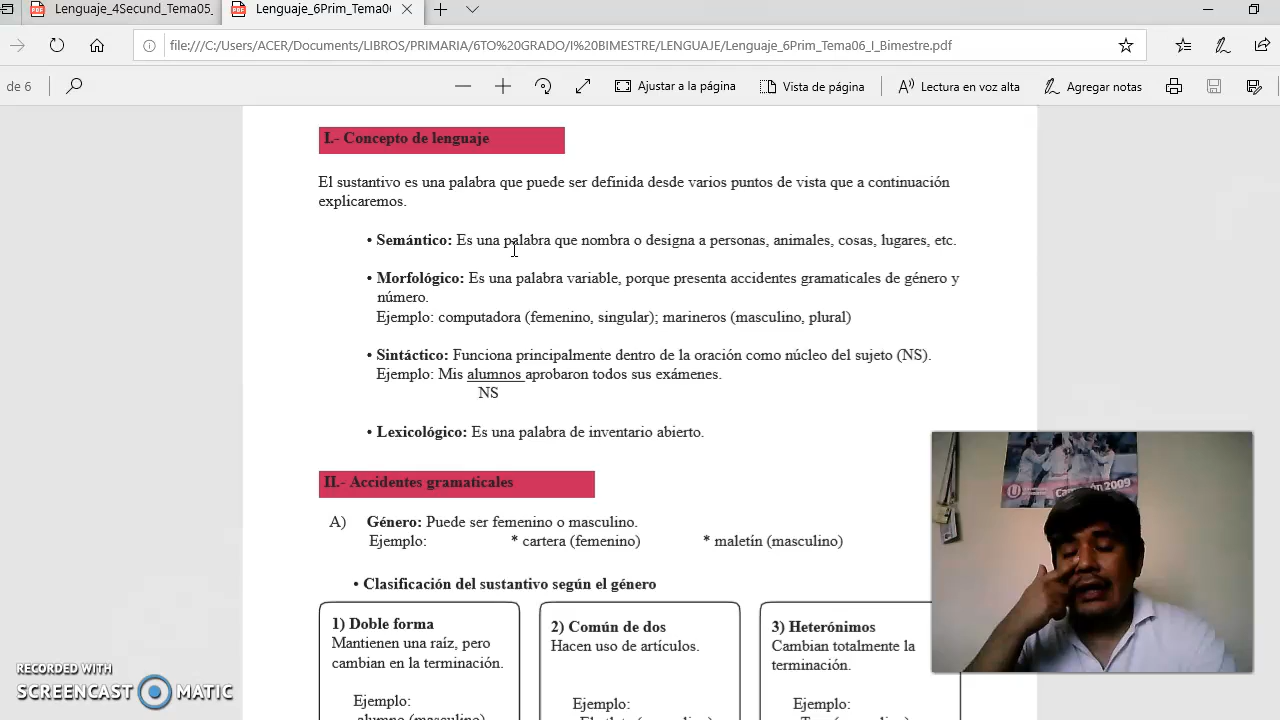 Lenguaje_4Secund_Tema05_
Lenguaje_6Prim_Tema06
file:///C:/Users/ACER/Documents/LIBROS/PRIMARIA/6TO%20GRADO/I%20BIMESTRE/LENGUAJE/Lenguaje_6Prim_Tema06_I_Bimestre.pdf
de 6
Ajustar a la página
Vista de página
Lectura en voz alta
Agregar notas
I.- Concepto de lenguaje
El sustantivo es una palabra que puede ser definida desde varios puntos de vista que a continuación
explicaremos.
• Semántico: Es una palabra que nombra o designa a personas, animales, cosas, lugares, etc.
• Morfológico: Es una palabra variable, porque presenta accidentes gramaticales de género y
número.
Ejemplo: computadora (femenino, singular); marineros (masculino, plural)
• Sintáctico: Funciona principalmente dentro de la oración como núcleo del sujeto (NS).
Ejemplo: Mis alumnos aprobaron todos sus exámenes.
NS
• Lexicológico: Es una palabra de inventario abierto.
II.- Accidentes gramaticales
A) Género: Puede ser femenino o masculino.
Ejemplo: * cartera (femenino) * maletín (masculino)
• Clasificación del sustantivo según el género
1) Doble forma
Mantienen una raíz, pero
cambian en la terminación.
Ejemplo:
alumno (masculino)
2) Común de dos
Hacen uso de artículos.
Ejemplo:
3) Heterónimos
Cambian totalmente la
terminación.
Ejemplo:
Campeón 2009
RECORDED WITH
SCREENCAST MATIC